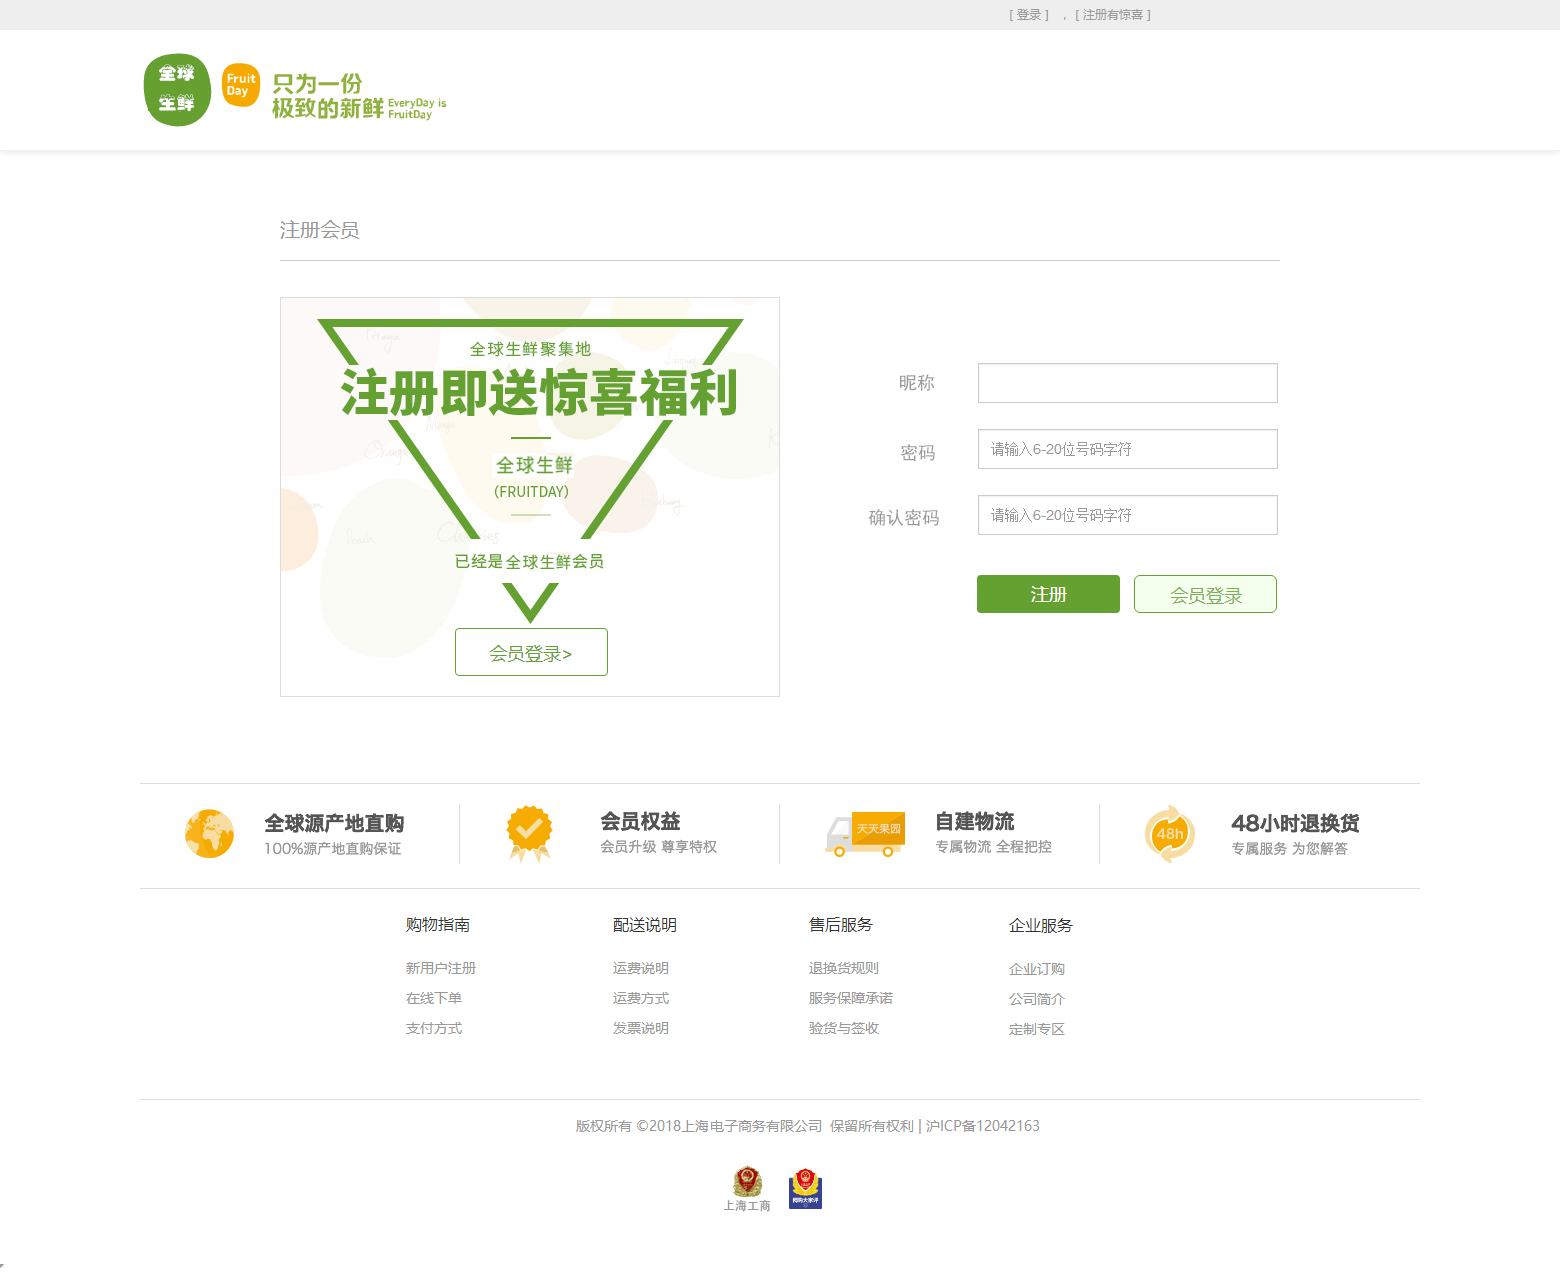 [ 登录 ] , [ 注册有惊喜 ]
全球
生鲜
Fruit
Day
只为一份
极致的新鲜 EveryDay is
FruitDay
注册会员
全球生鲜聚集地
注册即送惊喜福利
全球生鲜
(FRUITDAY)
已经是全球生鲜会员
会员登录>
昵称
密码 请输入6-20位号码字符
确认密码 请输入6-20位号码字符
注册 会员登录
全球源产地直购
100%源产地直购保证
会员权益
会员升级 尊享特权
天天果园
自建物流
专属物流 全程把控
48h
48小时退换货
专属服务 为您解答
购物指南
新用户注册
在线下单
支付方式
配送说明
运费说明
运费方式
发票说明
售后服务
退换货规则
服务保障承诺
验货与签收
企业服务
企业订购
公司简介
定制专区
版权所有 ©2018上海电子商务有限公司 保留所有权利 | 沪ICP备12042163
上海工商
网购大家评